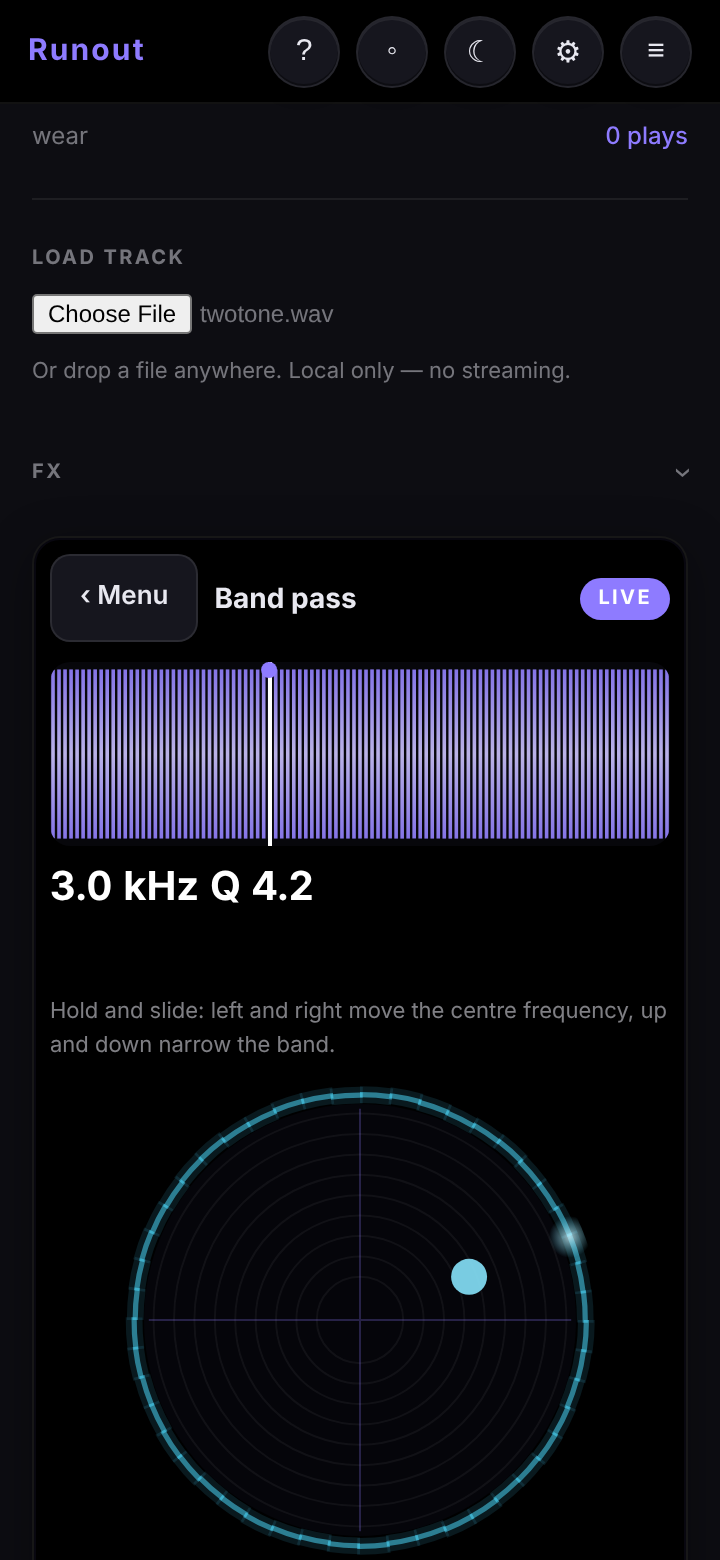 Runout
?
wear
0 plays
LOAD TRACK
Choose File twotone.wav
Or drop a file anywhere. Local only — no streaming.
FX
‹ Menu
Band pass
LIVE
3.0 kHz Q 4.2
Hold and slide: left and right move the centre frequency, up
and down narrow the band.